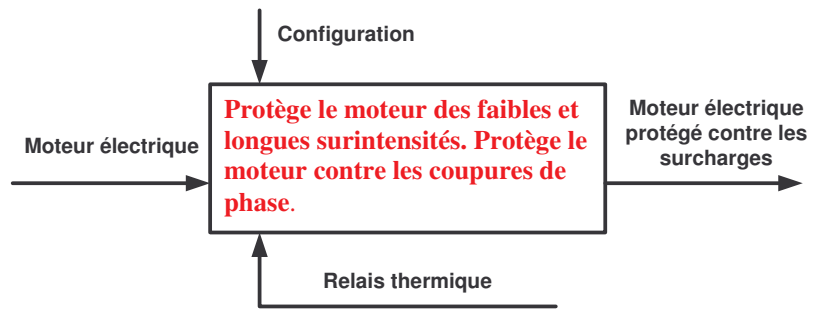 Configuration
Protège le moteur des faibles et
longues surintensités. Protège le
moteur contre les coupures de
phase.
Moteur électrique
Moteur électrique
protégé contre les
surcharges
Relais thermique